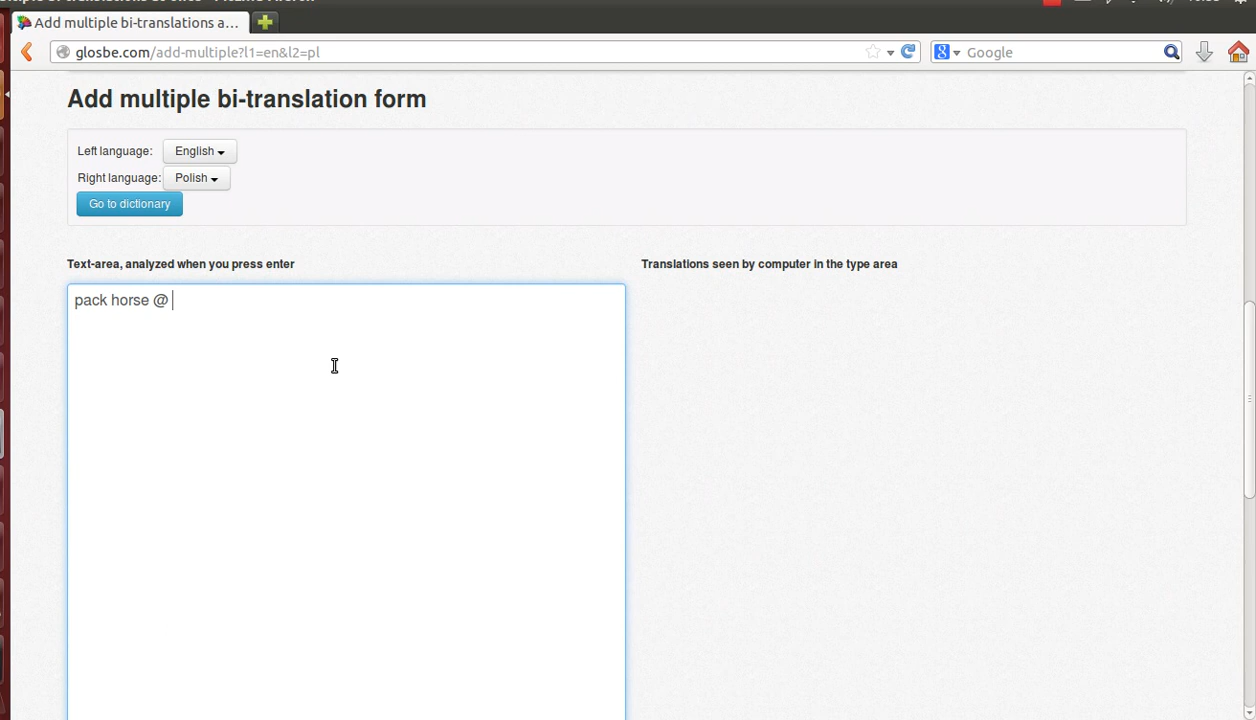 Add multiple bi-translations a...
glosbe.com/add-multiple?l1=en&l2=pl
8
Google
Add multiple bi-translation form
Left language: English
Right language: Polish
Go to dictionary
Text-area, analyzed when you press enter
Translations seen by computer in the type area
pack horse @